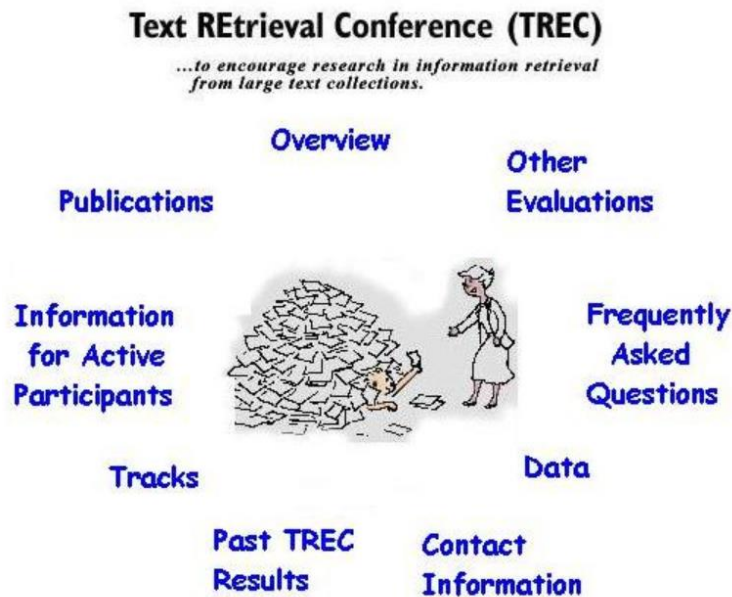 Text REtrieval Conference (TREC)
...to encourage research in information retrieval
from large text collections.
Overview
Other
Evaluations
Publications
Information
for Active
Participants
Frequently
Asked
Questions
Tracks
Data
Past TREC
Results
Contact
Information